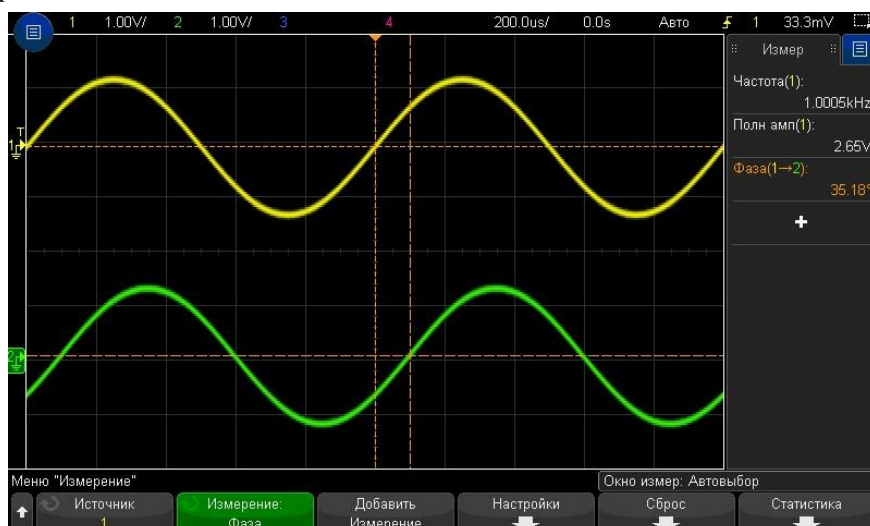 1 1.00V/ 2 1.00V/ 3 4 200.0us/ 0.0s Авто 1 33.3mV
Измер
Частота(1):
1.0005kHz
Полн амп(1):
2.65V
Фаза(1→2):
35.18°
+
T
1
2
Меню "Измерение"
Окно измер: Автовыбор
Источник Измерение: Добавить Настройки Сброс Статистика
1 Фаза Измерение